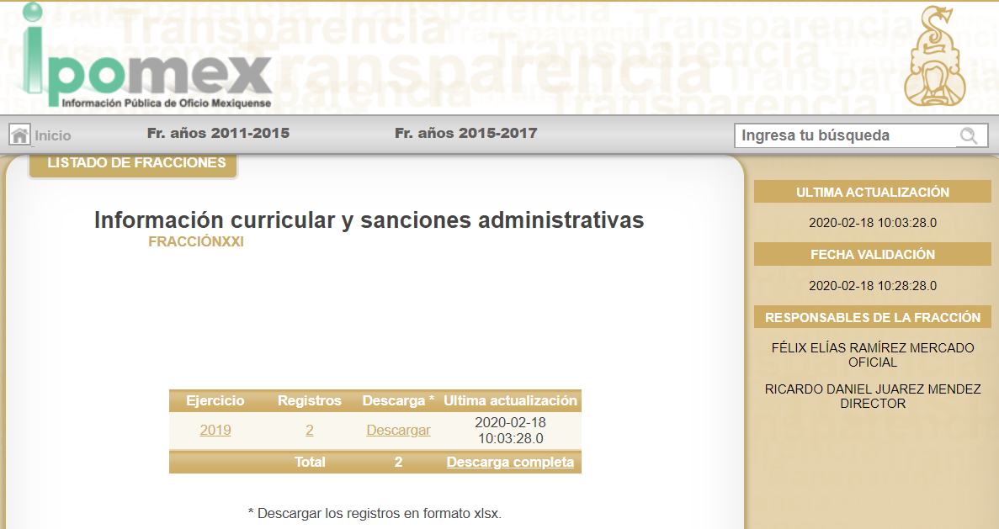 ipomex
Información Pública de Oficio Mexiquense
Inicio
Fr. años 2011-2015
Fr. años 2015-2017
Ingresa tu búsqueda
LISTADO DE FRACCIONES
Información curricular y sanciones administrativas
FRACCIÓNXXI
Ejercicio Registros Descarga * Ultima actualización
2019 2 Descargar 2020-02-18
10:03:28.0
Total 2 Descarga completa
* Descargar los registros en formato xlsx.
ULTIMA ACTUALIZACIÓN
2020-02-18 10:03:28.0
FECHA VALIDACIÓN
2020-02-18 10:28:28.0
RESPONSABLES DE LA FRACCIÓN
FÉLIX ELÍAS RAMÍREZ MERCADO
OFICIAL
RICARDO DANIEL JUAREZ MENDEZ
DIRECTOR